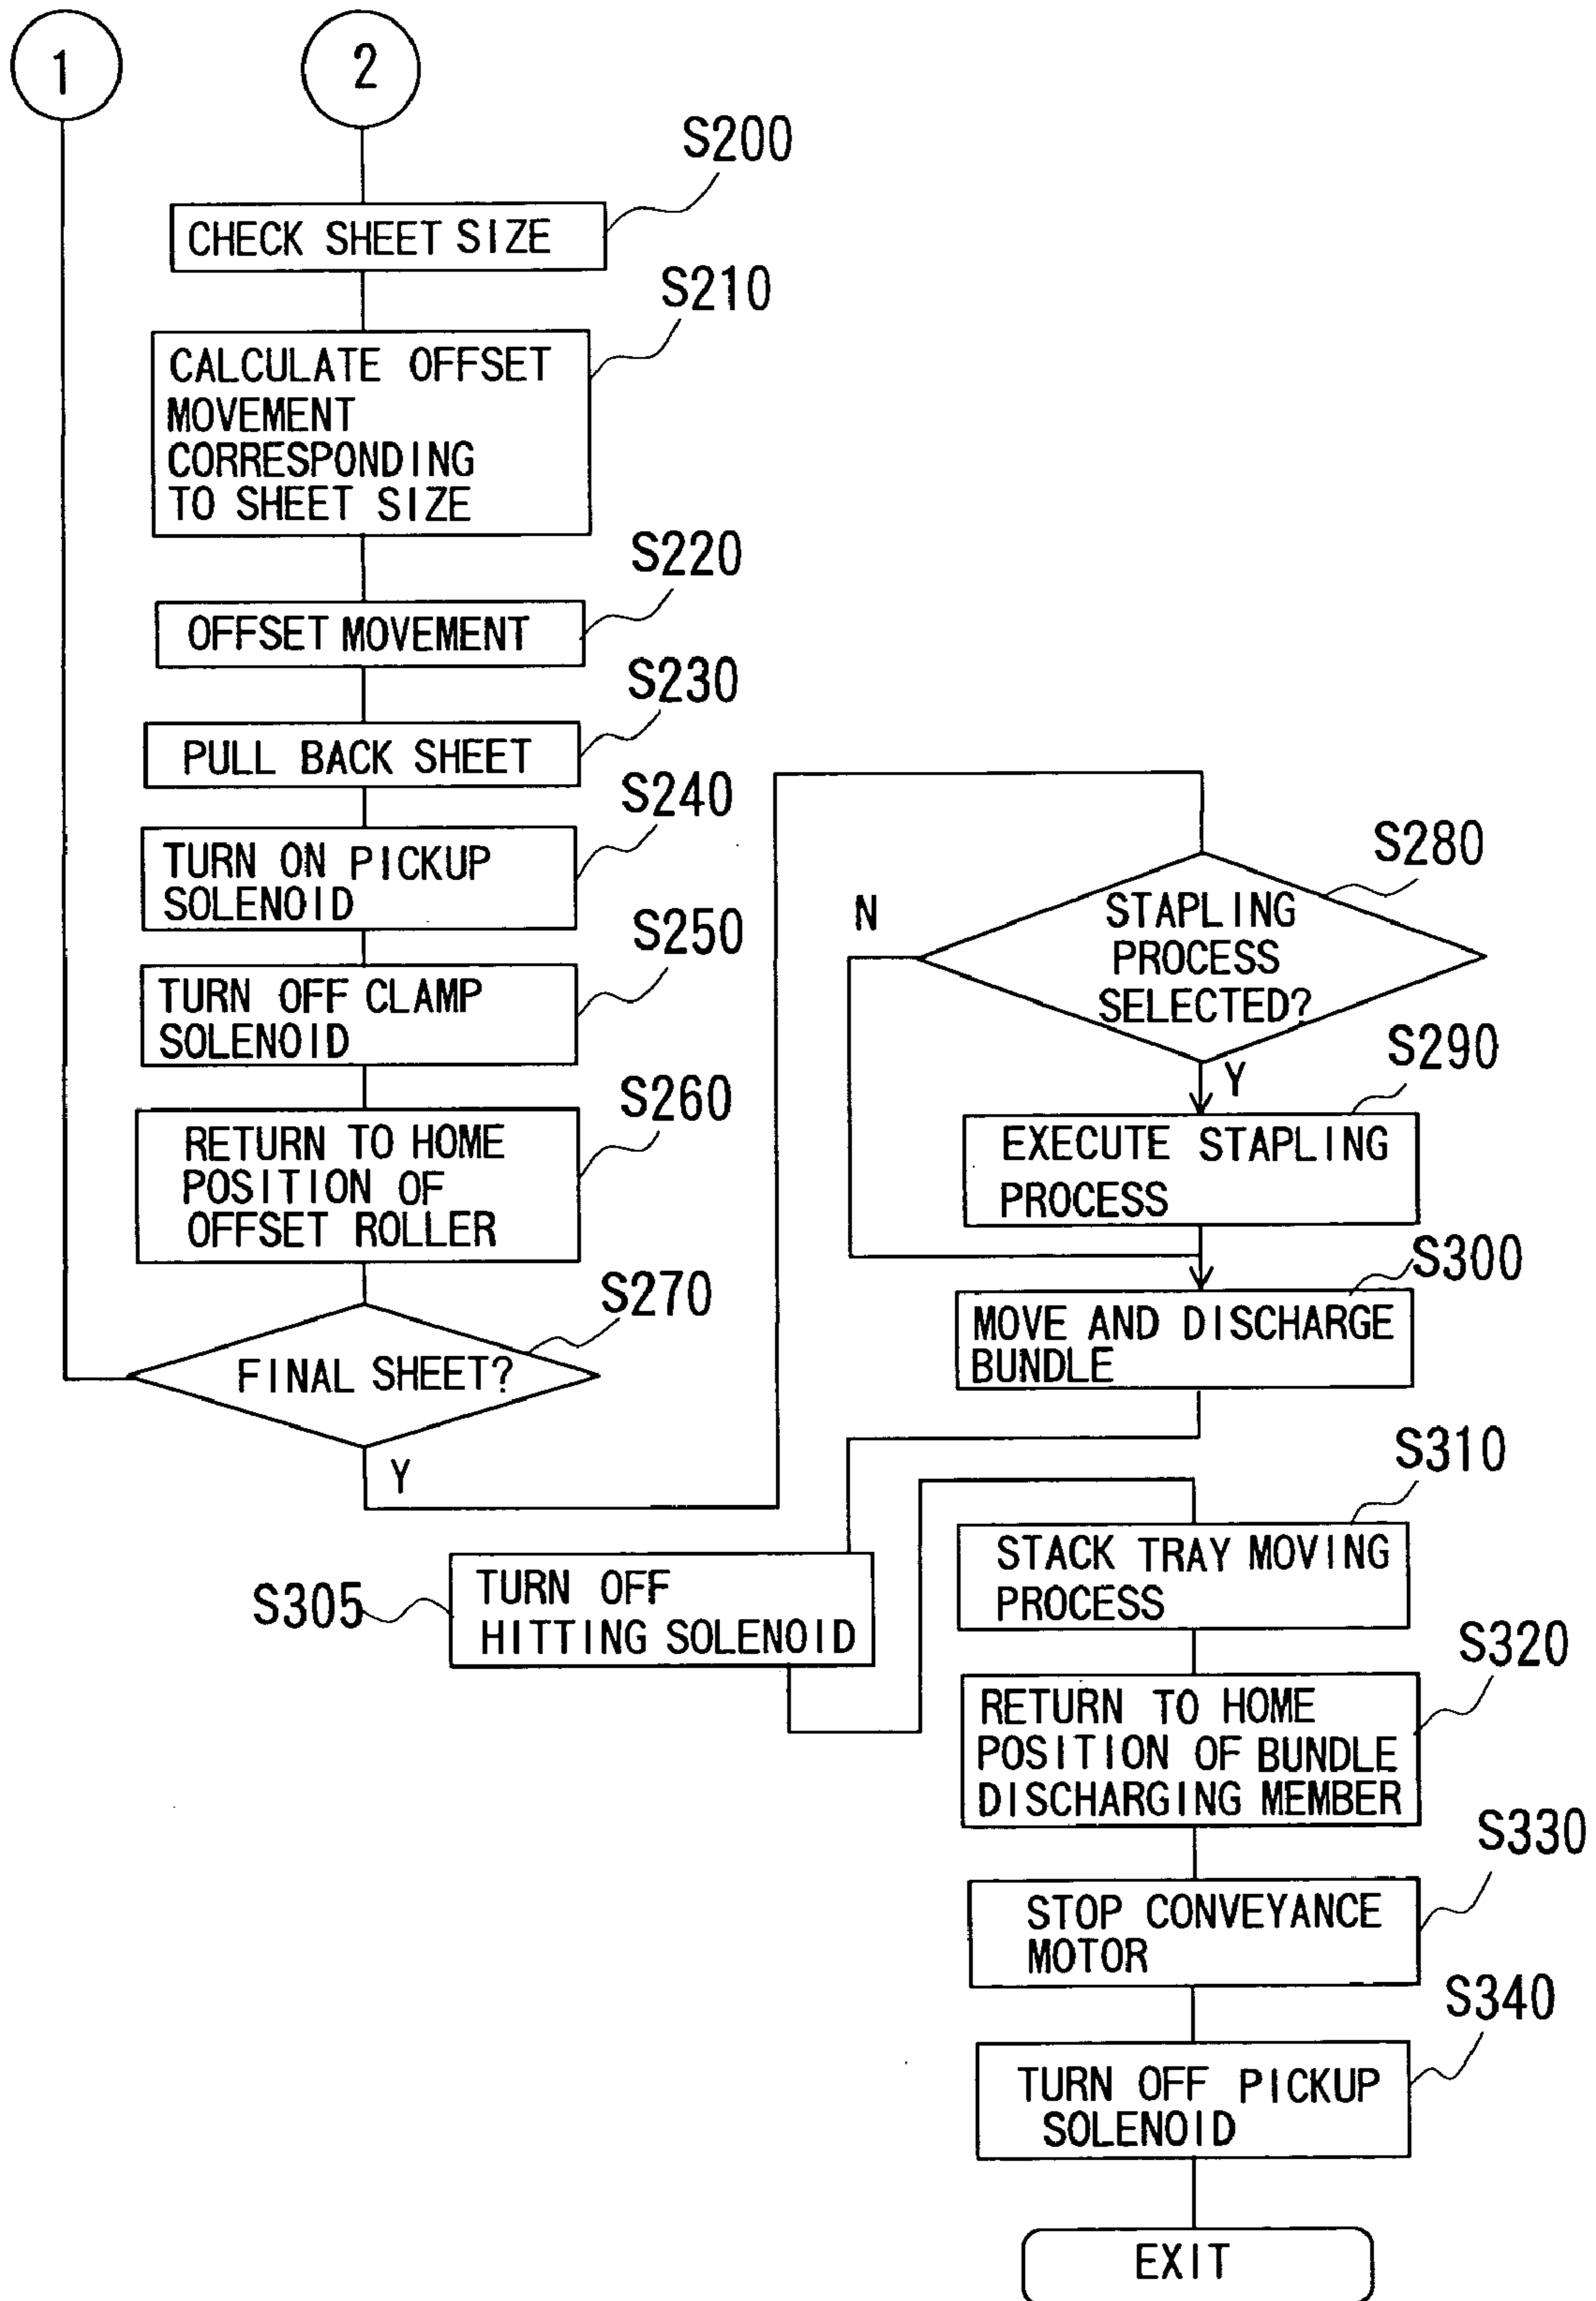 1
2
S200
CHECK SHEET SIZE
S210
CALCULATE OFFSET
MOVEMENT
CORRESPONDING
TO SHEET SIZE
S220
OFFSET MOVEMENT
S230
PULL BACK SHEET
S240
TURN ON PICKUP
SOLENOID
S250
TURN OFF CLAMP
SOLENOID
S260
RETURN TO HOME
POSITION OF
OFFSET ROLLER
S270
FINAL SHEET?
Y
S280
STAPLING
PROCESS
SELECTED?
N
Y
S290
EXECUTE STAPLING
PROCESS
S300
MOVE AND DISCHARGE
BUNDLE
S305
TURN OFF
HITTING SOLENOID
S310
STACK TRAY MOVING
PROCESS
S320
RETURN TO HOME
POSITION OF BUNDLE
DISCHARGING MEMBER
S330
STOP CONVEYANCE
MOTOR
S340
TURN OFF PICKUP
SOLENOID
EXIT